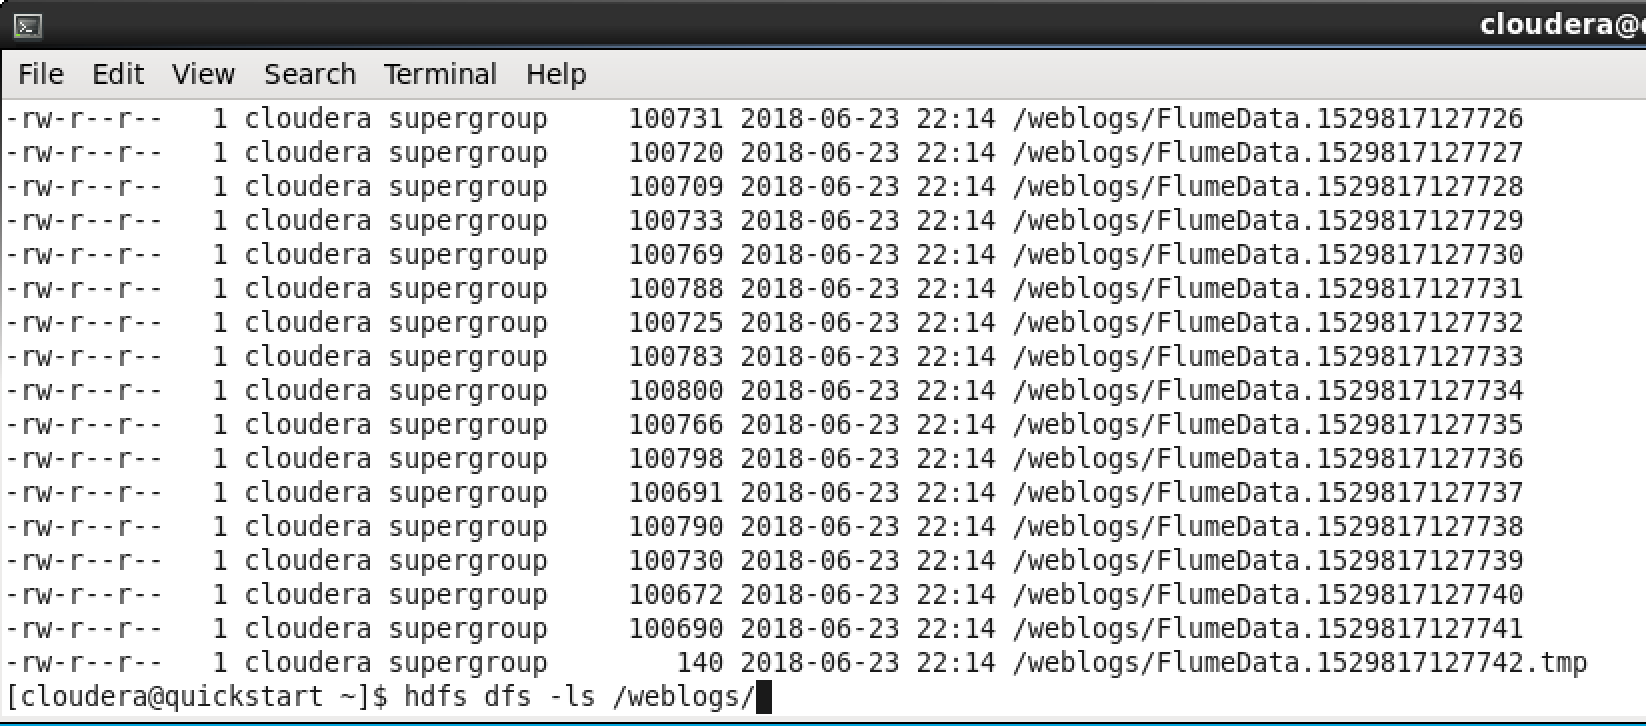 cloudera@
File Edit View Search Terminal Help
-rw-r--r--   1 cloudera supergroup     100731 2018-06-23 22:14 /weblogs/FlumeData.1529817127726
-rw-r--r--   1 cloudera supergroup     100720 2018-06-23 22:14 /weblogs/FlumeData.1529817127727
-rw-r--r--   1 cloudera supergroup     100709 2018-06-23 22:14 /weblogs/FlumeData.1529817127728
-rw-r--r--   1 cloudera supergroup     100733 2018-06-23 22:14 /weblogs/FlumeData.1529817127729
-rw-r--r--   1 cloudera supergroup     100769 2018-06-23 22:14 /weblogs/FlumeData.1529817127730
-rw-r--r--   1 cloudera supergroup     100788 2018-06-23 22:14 /weblogs/FlumeData.1529817127731
-rw-r--r--   1 cloudera supergroup     100725 2018-06-23 22:14 /weblogs/FlumeData.1529817127732
-rw-r--r--   1 cloudera supergroup     100783 2018-06-23 22:14 /weblogs/FlumeData.1529817127733
-rw-r--r--   1 cloudera supergroup     100800 2018-06-23 22:14 /weblogs/FlumeData.1529817127734
-rw-r--r--   1 cloudera supergroup     100766 2018-06-23 22:14 /weblogs/FlumeData.1529817127735
-rw-r--r--   1 cloudera supergroup     100798 2018-06-23 22:14 /weblogs/FlumeData.1529817127736
-rw-r--r--   1 cloudera supergroup     100691 2018-06-23 22:14 /weblogs/FlumeData.1529817127737
-rw-r--r--   1 cloudera supergroup     100790 2018-06-23 22:14 /weblogs/FlumeData.1529817127738
-rw-r--r--   1 cloudera supergroup     100730 2018-06-23 22:14 /weblogs/FlumeData.1529817127739
-rw-r--r--   1 cloudera supergroup     100672 2018-06-23 22:14 /weblogs/FlumeData.1529817127740
-rw-r--r--   1 cloudera supergroup     100690 2018-06-23 22:14 /weblogs/FlumeData.1529817127741
-rw-r--r--   1 cloudera supergroup        140 2018-06-23 22:14 /weblogs/FlumeData.1529817127742.tmp
[cloudera@quickstart ~]$ hdfs dfs -ls /weblogs/